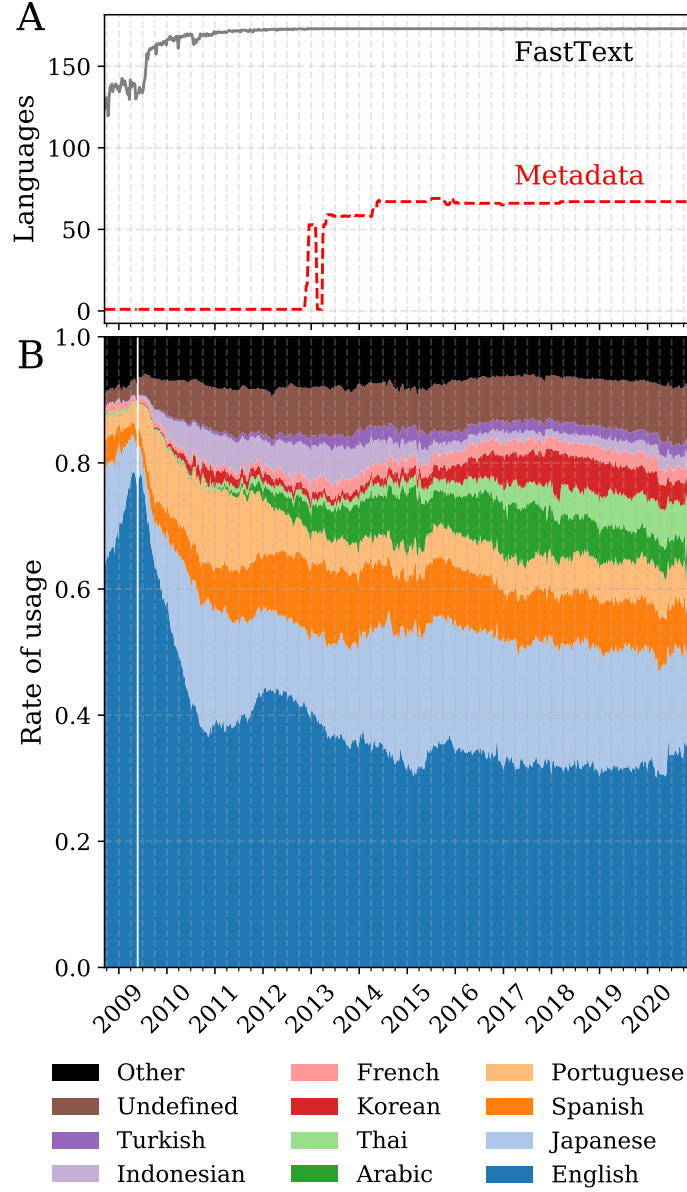 A
Languages
150
100
50
0
FastText
Metadata
B
Rate of usage
1.0
0.8
0.6
0.4
0.2
0.0
2009 2010 2011 2012 2013 2014 2015 2016 2017 2018 2019 2020
Other French Portuguese
Undefined Korean Spanish
Turkish Thai Japanese
Indonesian Arabic English